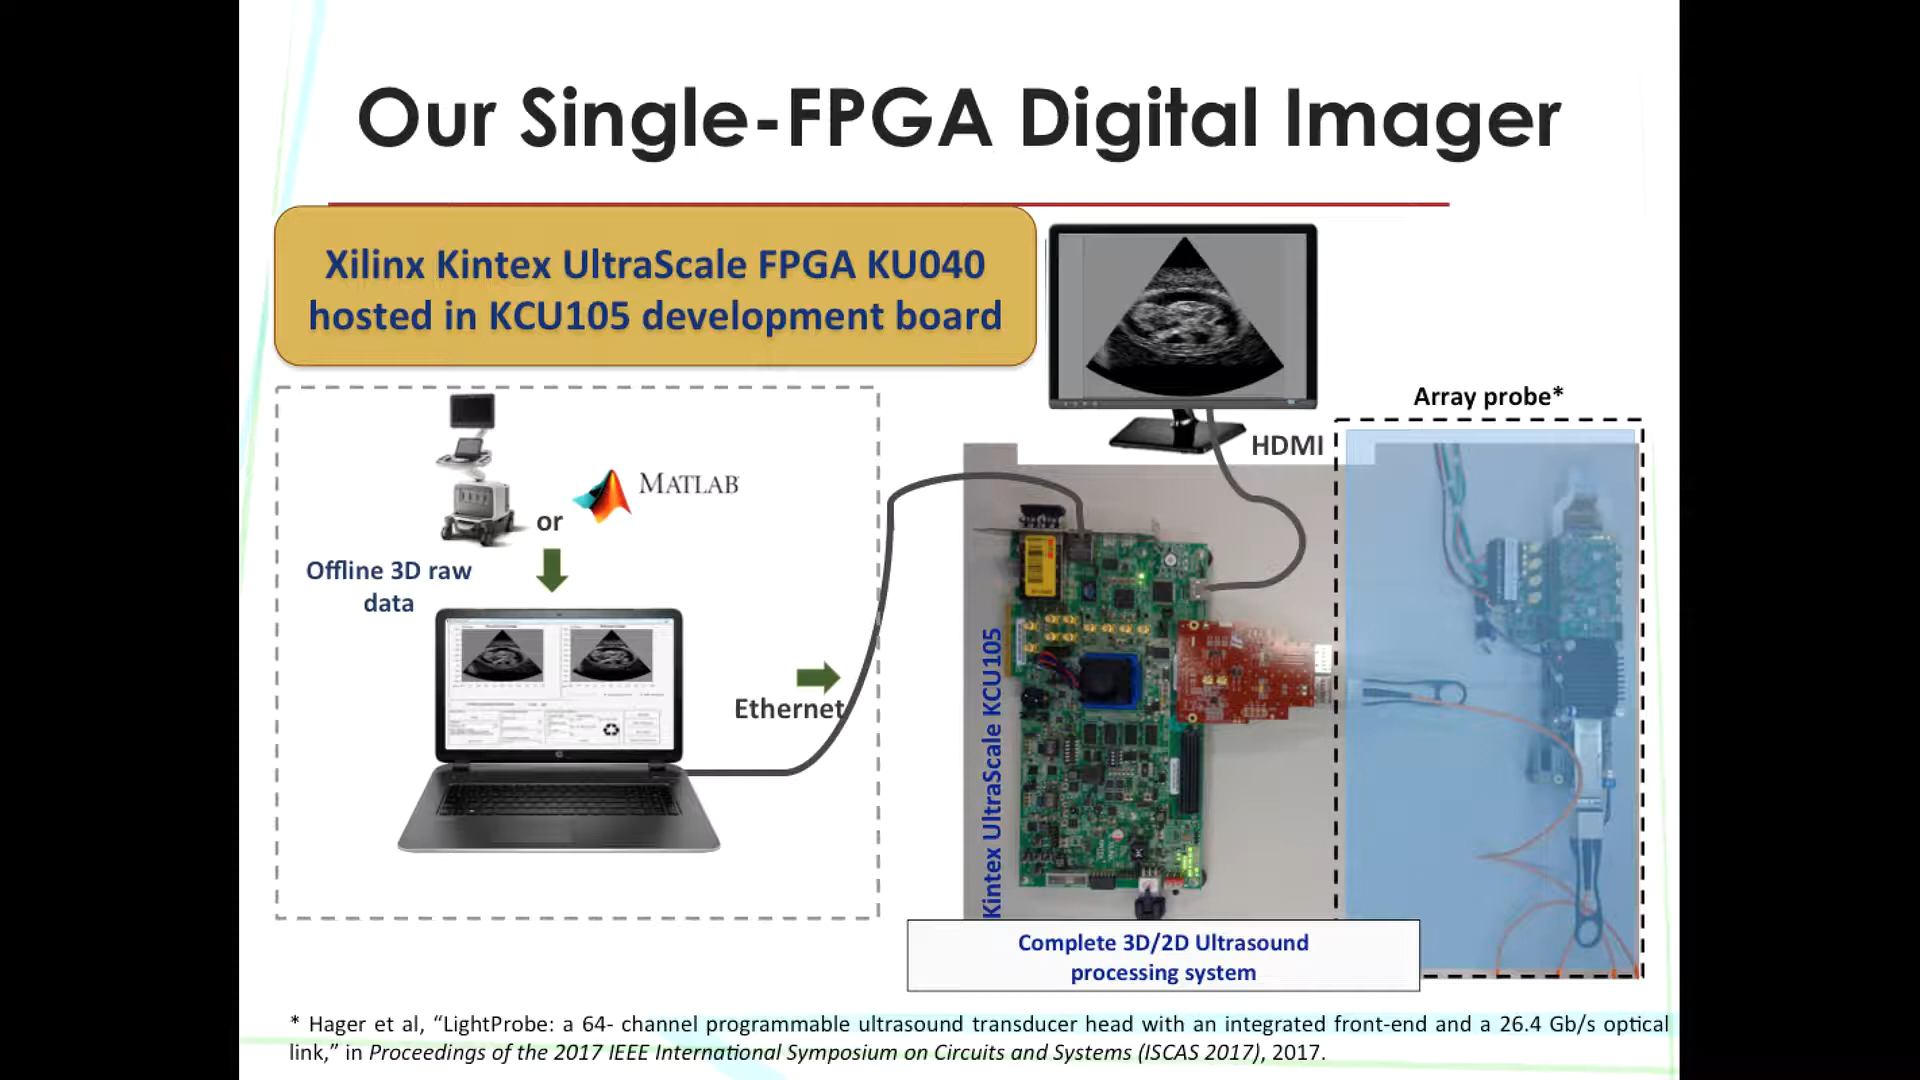 Our Single-FPGA Digital Imager
Xilinx Kintex UltraScale FPGA KU040
hosted in KCU105 development board
Array probe*
HDMI
MATLAB
or
Offline 3D raw
data
Ethernet
Kintex UltraScale KCU105
Complete 3D/2D Ultrasound
processing system
* Hager et al, “LightProbe: a 64- channel programmable ultrasound transducer head with an integrated front-end and a 26.4 Gb/s optical
link,” in Proceedings of the 2017 IEEE International Symposium on Circuits and Systems (ISCAS 2017), 2017.